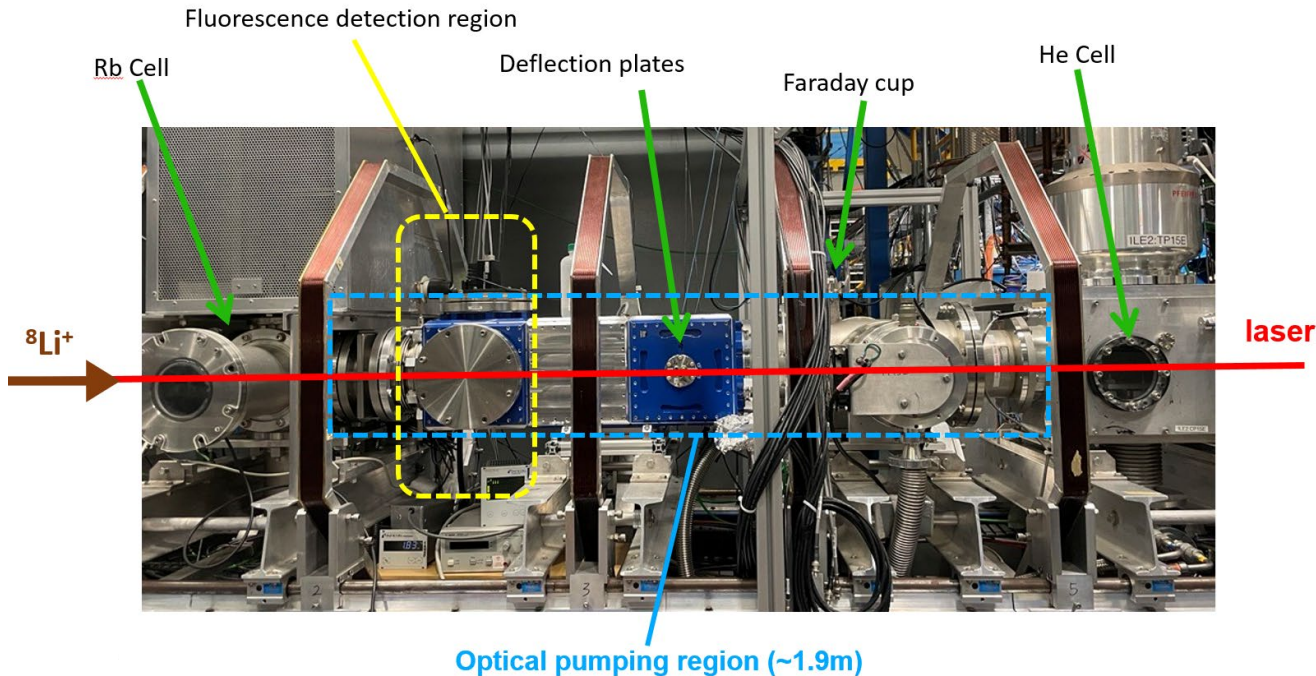 Fluorescence detection region
Rb Cell
Deflection plates
Faraday cup
He Cell
⁸Li⁺
laser
ILE2:TP15E
2
3
5
Optical pumping region (~1.9m)